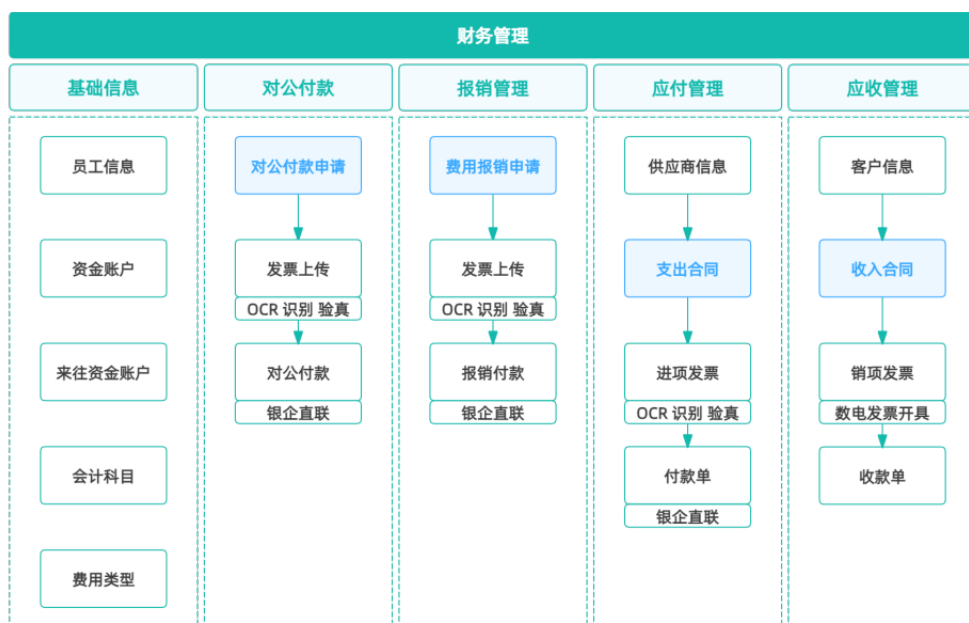 财务管理
基础信息
对公付款
报销管理
应付管理
应收管理
员工信息
资金账户
来往资金账户
会计科目
费用类型
对公付款申请
发票上传
OCR 识别 验真
对公付款
银企直联
费用报销申请
发票上传
OCR 识别 验真
报销付款
银企直联
供应商信息
支出合同
进项发票
OCR 识别 验真
付款单
银企直联
客户信息
收入合同
销项发票
数电发票开具
收款单